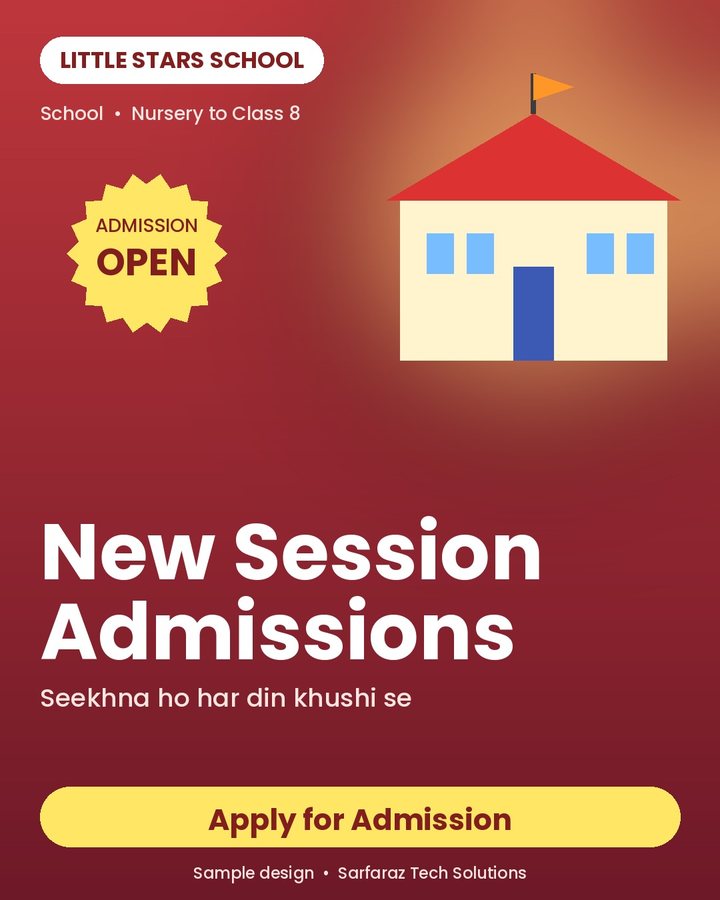 LITTLE STARS SCHOOL
School • Nursery to Class 8
ADMISSION
OPEN
New Session
Admissions
Seekhna ho har din khushi se
Apply for Admission
Sample design • Sarfaraz Tech Solutions